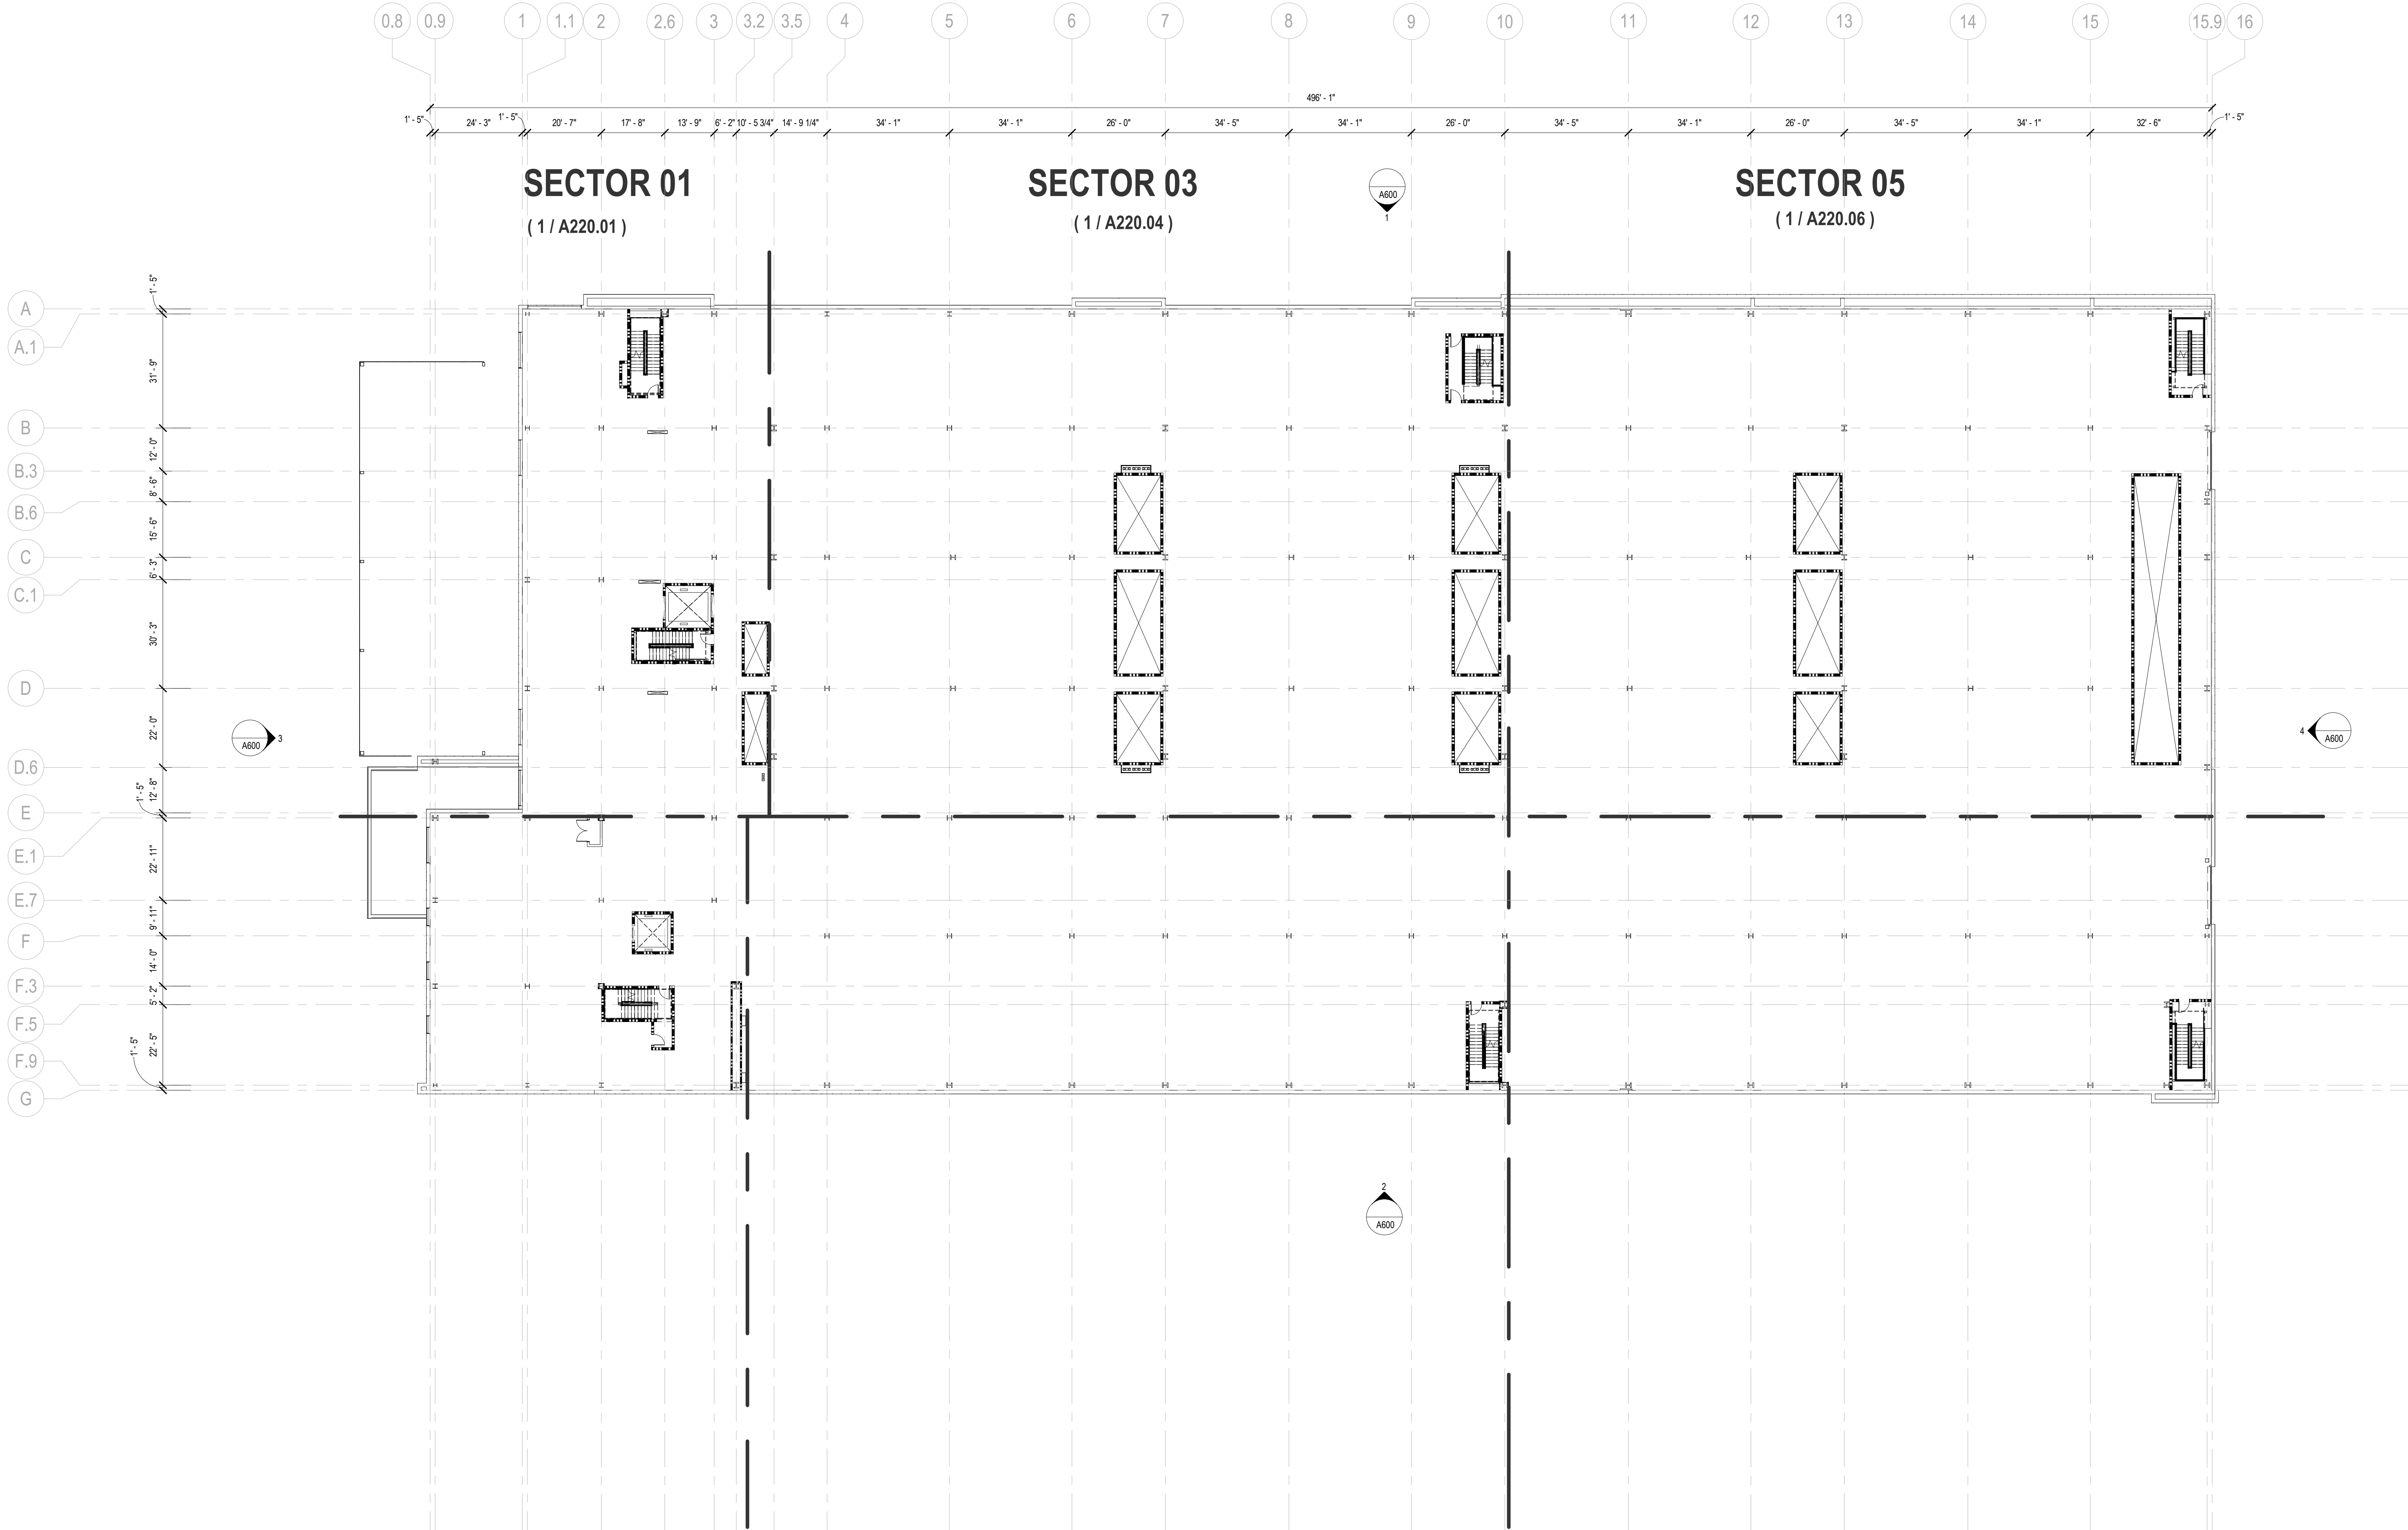 0.8 0.9 1 1.1 2 2.6 3 3.2 3.5 4 5 6 7 8 9 10 11 12 13 14 15 15.9 16
496' - 1"
1' - 5" 24' - 3" 1' - 5" 20' - 7" 17' - 8" 13' - 9" 6' - 2" 10' - 5 3/4" 14' - 9 1/4" 34' - 1" 34' - 1" 26' - 0" 34' - 5" 34' - 1" 26' - 0" 34' - 5" 34' - 1" 26' - 0" 34' - 5" 34' - 1" 32' - 6" 1' - 5"
SECTOR 01
( 1 / A220.01 )
SECTOR 03
( 1 / A220.04 )
A600
1
SECTOR 05
( 1 / A220.06 )
A
A.1
B
B.3
B.6
C
C.1
D
D.6
E
E.1
E.7
F
F.3
F.5
F.9
G
1' - 5"
31' - 9"
12' - 0"
8' - 6"
15' - 6"
6' - 3"
30' - 3"
22' - 0"
12' - 8"
1' - 5"
22' - 11"
9' - 11"
14' - 0"
5' - 2"
22' - 5"
1' - 5"
A600
3
4
A600
2
A600